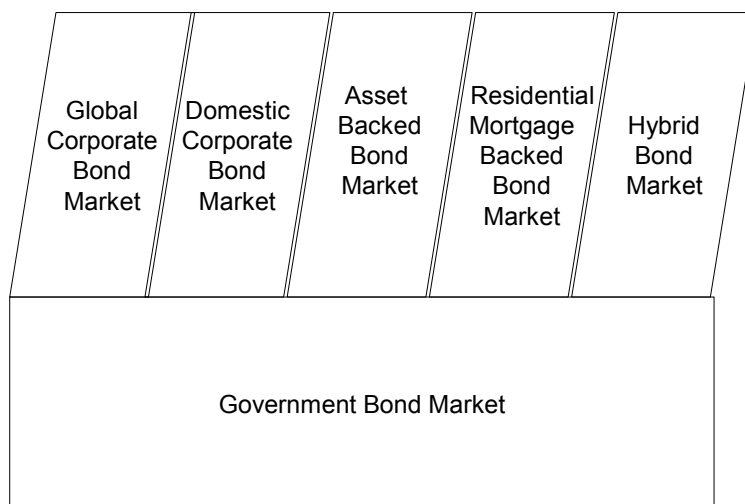 Global
Corporate
Bond
Market
Domestic
Corporate
Bond
Market
Asset
Backed
Bond
Market
Residential
Mortgage
Backed
Bond
Market
Hybrid
Bond
Market
Government Bond Market